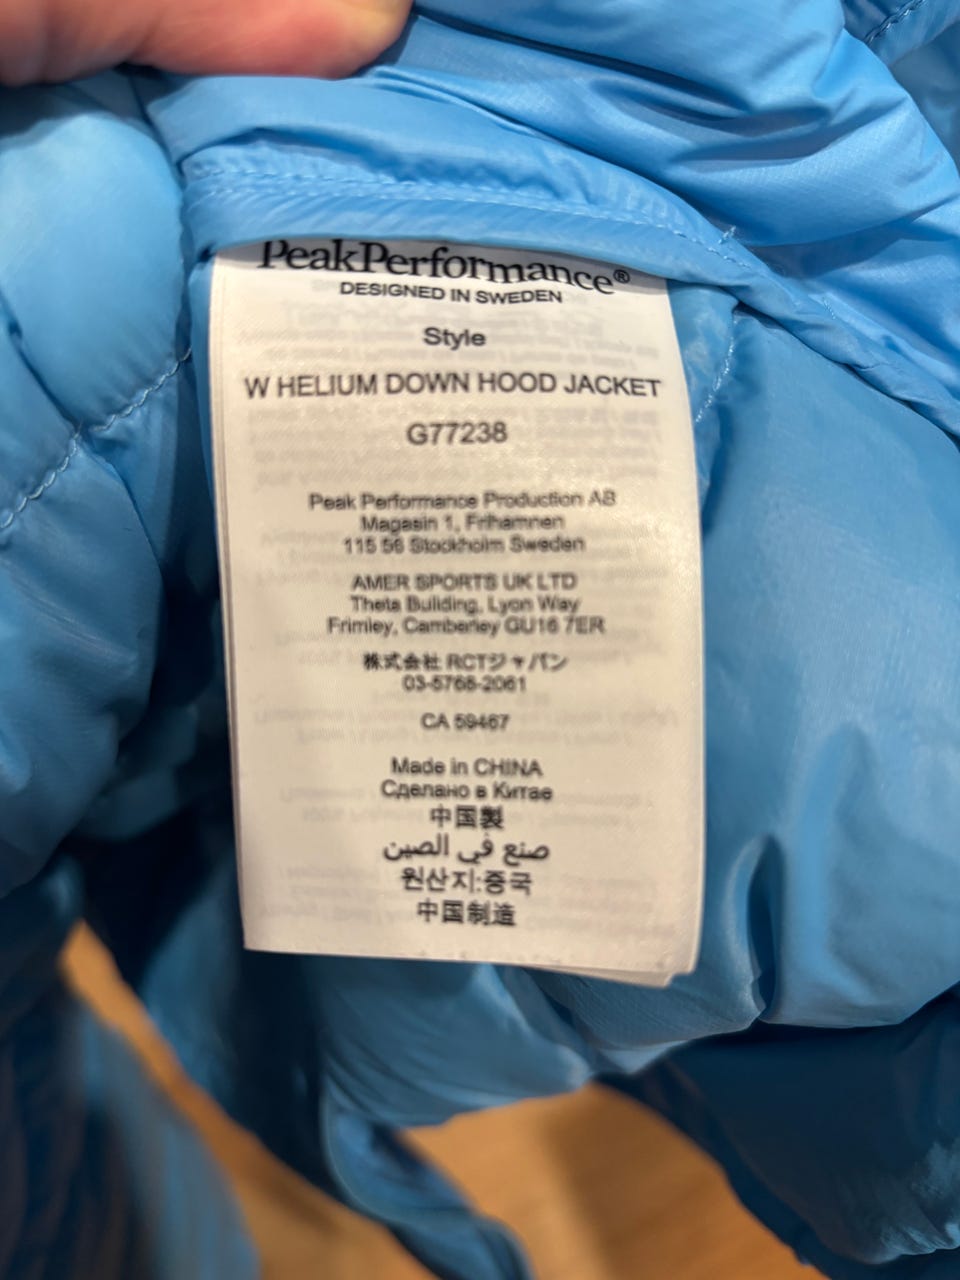 PeakPerformance®
DESIGNED IN SWEDEN
Style
W HELIUM DOWN HOOD JACKET
G77238
Peak Performance Production AB
Magasin 1, Frihamnen
115 56 Stockholm Sweden
AMER SPORTS UK LTD
Theta Building, Lyon Way
Frimley, Camberley GU16 7ER
株式会社 RCTジャパン
03-5766-2061
CA 59467
Made in CHINA
Сделано в Китае
中国製
صنع في الصين
원산지:중국
中国制造